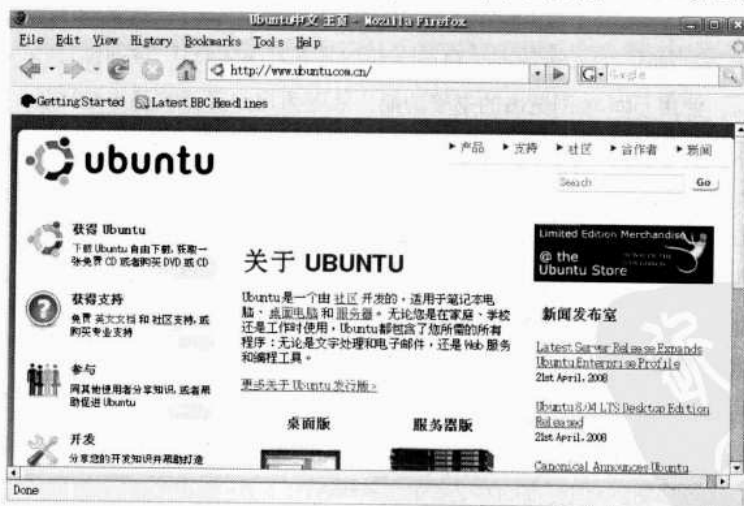 Ubuntu中文 主页 - Mozilla Firefox
File Edit View History Bookmarks Tools Help
http://www.ubuntu.com.cn/
Google
Getting Started Latest BBC Headlines
ubuntu
产品 支持 社区 合作者 新闻
Search Go
获得 Ubuntu
下载 Ubuntu 自由下载, 获取一
张免费 CD 或者购买 DVD 或 CD
获得支持
免费 英文文档 和 社区支持, 或
购买专业支持
参与
同其他使用者分享知识, 或者帮
助促进 Ubuntu
开发
分享您的开发知识并帮助打造
关于 UBUNTU
Ubuntu 是一个由 社区 开发的，适用于笔记本电
脑、桌面电脑 和 服务器。无论您是在家庭、学校
还是工作时使用，Ubuntu 都包含了您所需的所有
程序：无论是文字处理和电子邮件，还是 Web 服务
和编程工具。
更多关于 Ubuntu 发行版>
桌面版 服务器版
Limited Edition Merchandise
@ the
Ubuntu Store
新闻发布室
Latest Server Release Expands
Ubuntu Enterprise Profile
21st April, 2008
Ubuntu 8.04 LTS Desktop Edition
Released
21st April, 2008
Canonical Announces Ubuntu
Done